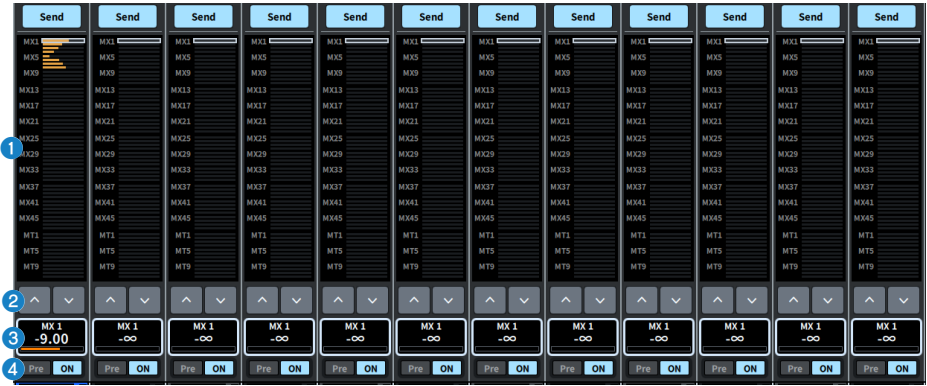 Send Send Send Send Send Send Send Send Send Send Send Send
MX1 MX1 MX1 MX1 MX1 MX1 MX1 MX1 MX1 MX1 MX1 MX1
MX5 MX5 MX5 MX5 MX5 MX5 MX5 MX5 MX5 MX5 MX5 MX5
MX9 MX9 MX9 MX9 MX9 MX9 MX9 MX9 MX9 MX9 MX9 MX9
MX13 MX13 MX13 MX13 MX13 MX13 MX13 MX13 MX13 MX13 MX13 MX13
MX17 MX17 MX17 MX17 MX17 MX17 MX17 MX17 MX17 MX17 MX17 MX17
MX21 MX21 MX21 MX21 MX21 MX21 MX21 MX21 MX21 MX21 MX21 MX21
1 MX25 MX25 MX25 MX25 MX25 MX25 MX25 MX25 MX25 MX25 MX25 MX25
MX29 MX29 MX29 MX29 MX29 MX29 MX29 MX29 MX29 MX29 MX29 MX29
MX33 MX33 MX33 MX33 MX33 MX33 MX33 MX33 MX33 MX33 MX33 MX33
MX37 MX37 MX37 MX37 MX37 MX37 MX37 MX37 MX37 MX37 MX37 MX37
MX41 MX41 MX41 MX41 MX41 MX41 MX41 MX41 MX41 MX41 MX41 MX41
MX45 MX45 MX45 MX45 MX45 MX45 MX45 MX45 MX45 MX45 MX45 MX45
MT1 MT1 MT1 MT1 MT1 MT1 MT1 MT1 MT1 MT1 MT1 MT1
MT5 MT5 MT5 MT5 MT5 MT5 MT5 MT5 MT5 MT5 MT5 MT5
MT9 MT9 MT9 MT9 MT9 MT9 MT9 MT9 MT9 MT9 MT9 MT9
2
MX 1 MX 1 MX 1 MX 1 MX 1 MX 1 MX 1 MX 1 MX 1 MX 1 MX 1 MX 1
3 -9.00 -∞ -∞ -∞ -∞ -∞ -∞ -∞ -∞ -∞ -∞ -∞
4 Pre ON Pre ON Pre ON Pre ON Pre ON Pre ON Pre ON Pre ON Pre ON Pre ON Pre ON Pre ON